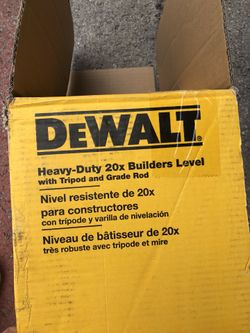 DEWALT®
Heavy-Duty 20x Builders Level
with Tripod and Grade Rod
Nivel resistente de 20x
para constructores
con trípode y varilla de nivelación
Niveau de bâtisseur de 20x
très robuste avec tripode et mire